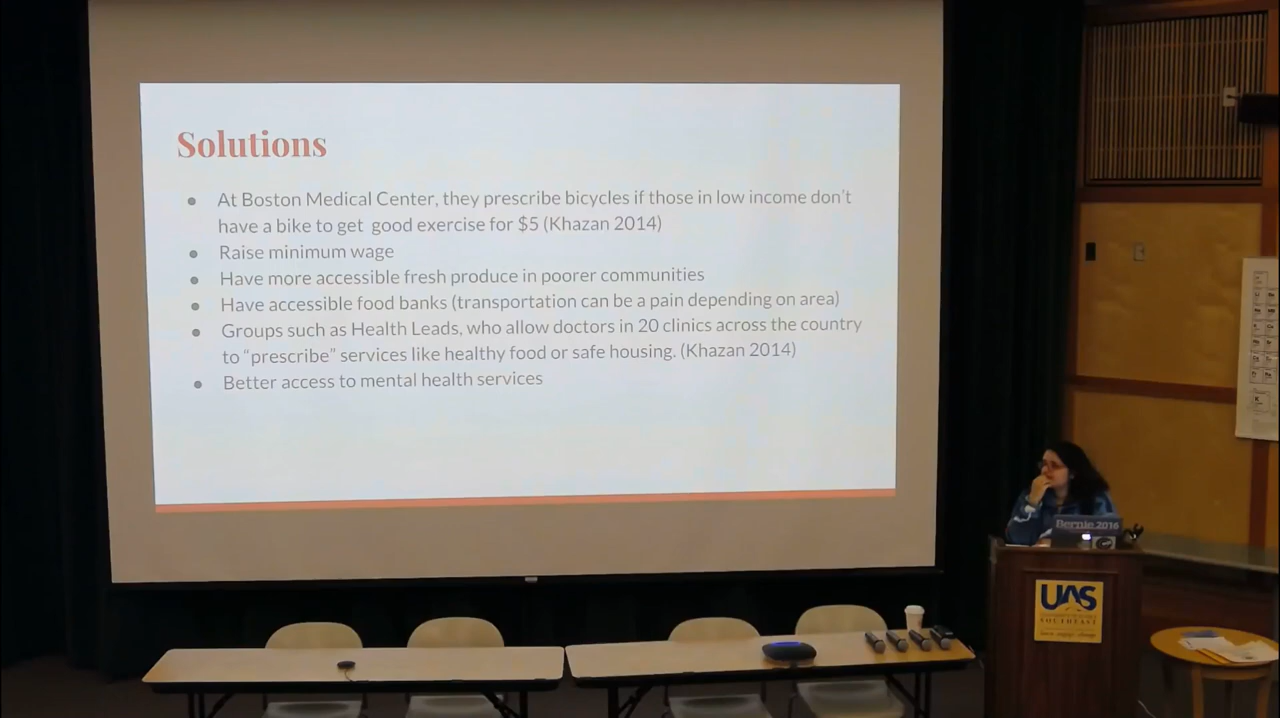 Solutions
At Boston Medical Center, they prescribe bicycles if those in low income don't
have a bike to get good exercise for $5 (Khazan 2014)
Raise minimum wage
Have more accessible fresh produce in poorer communities
Have accessible food banks (transportation can be a pain depending on area)
Groups such as Health Leads, who allow doctors in 20 clinics across the country
to “prescribe” services like healthy food or safe housing. (Khazan 2014)
Better access to mental health services
Bernie 2016
UAS
SOUTHEAST
K